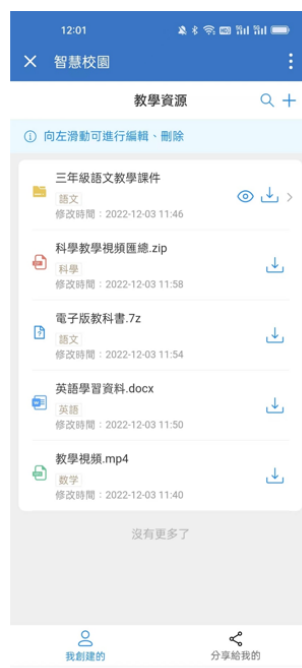 12:01
智慧校園
教學資源
向左滑動可進行編輯、刪除
三年級語文教學課件
語文
修改時間：2022-12-03 11:46
科學教學視頻匯總.zip
科學
修改時間：2022-12-03 11:58
電子版教科書.7z
語文
修改時間：2022-12-03 11:54
英語學習資料.docx
英語
修改時間：2022-12-03 11:50
教學視頻.mp4
数学
修改時間：2022-12-03 11:40
沒有更多了
我創建的
分享給我的